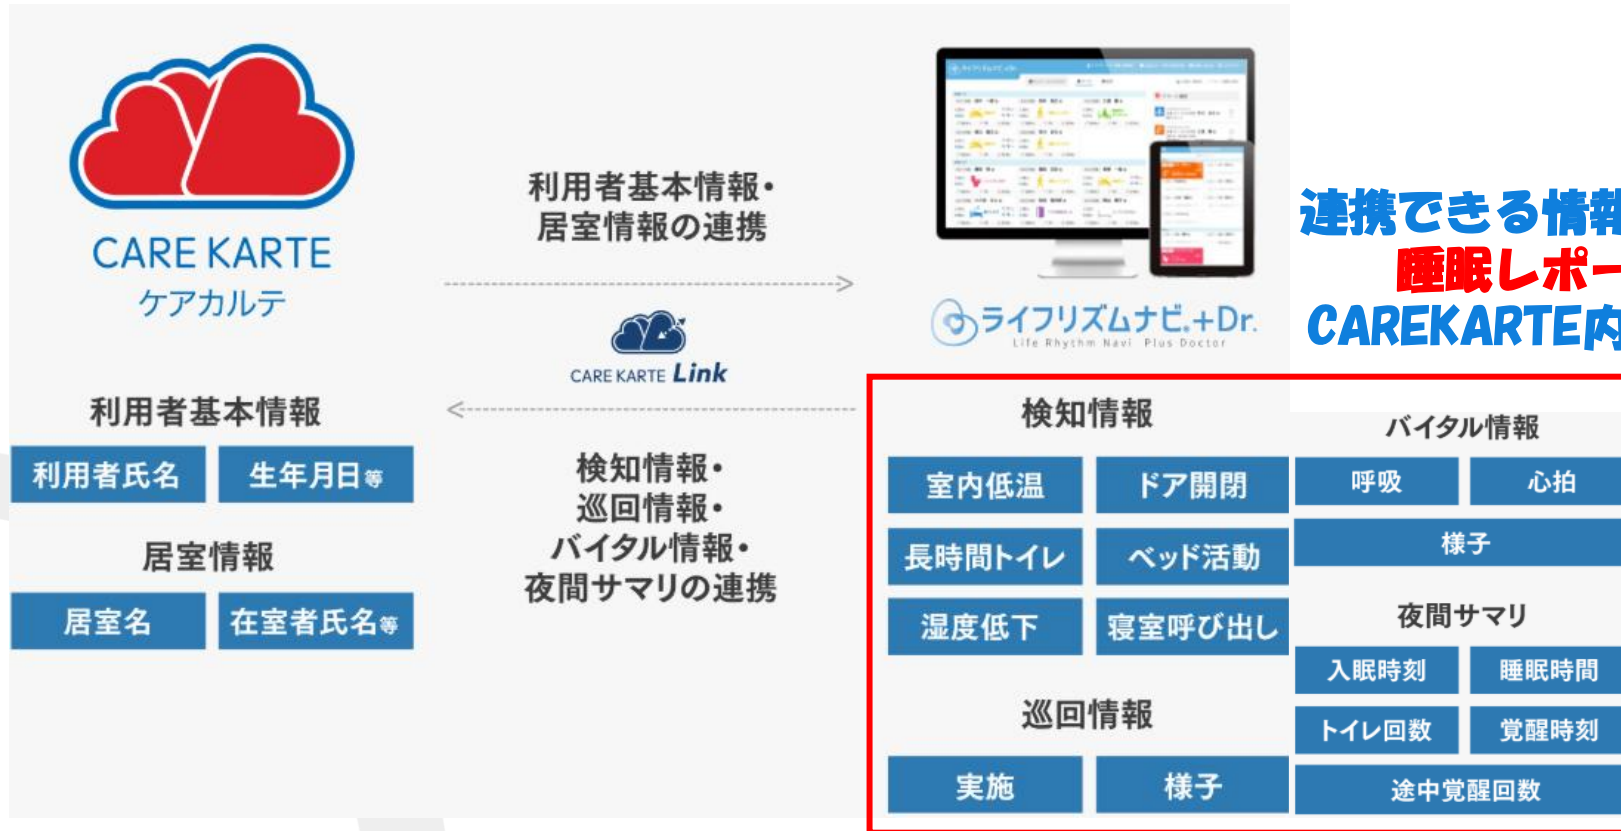 CARE KARTE
ケアカルテ
利用者基本情報・
居室情報の連携
CARE KARTE Link
ライフリズムナビ®+Dr.
Life Rhythm Navi Plus Doctor
連携できる情報
睡眠レポー
CAREKARTE内
利用者基本情報
利用者氏名
生年月日等
居室情報
居室名
在室者氏名等
検知情報・
巡回情報・
バイタル情報・
夜間サマリの連携
検知情報
室内低温
ドア開閉
長時間トイレ
ベッド活動
湿度低下
寝室呼び出し
巡回情報
実施
様子
バイタル情報
呼吸
心拍
様子
夜間サマリ
入眠時刻
睡眠時間
トイレ回数
覚醒時刻
途中覚醒回数